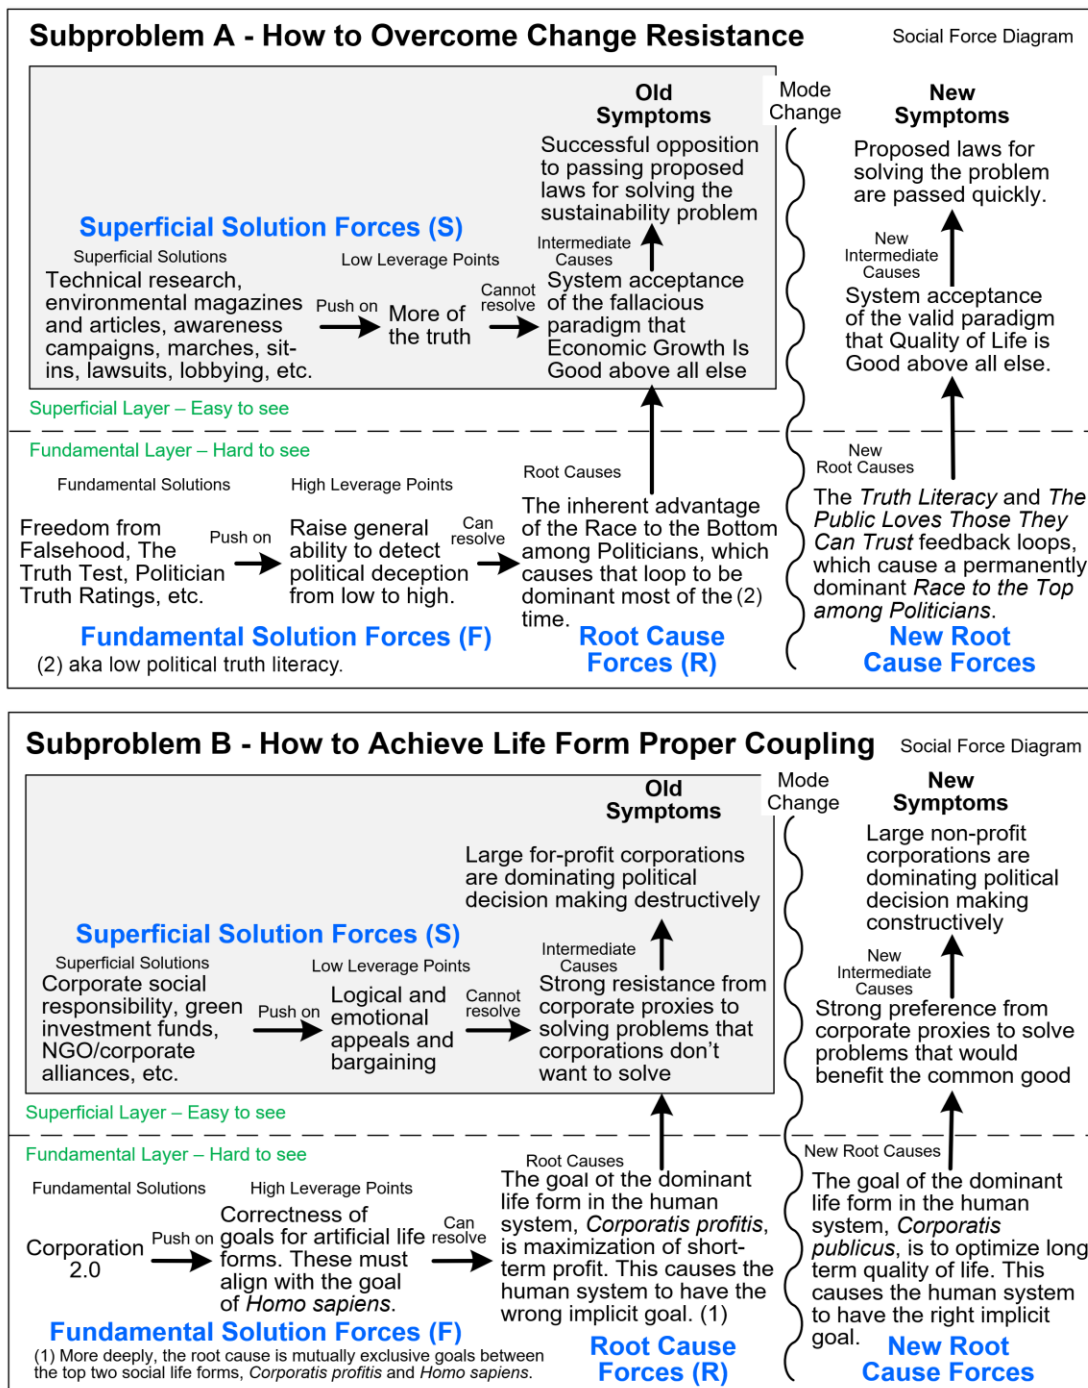 Subproblem A - How to Overcome Change Resistance
Social Force Diagram
Old
Symptoms
Successful opposition
to passing proposed
laws for solving the
sustainability problem
Mode
Change
New
Symptoms
Proposed laws for
solving the problem
are passed quickly.
Superficial Solution Forces (S)
Superficial Solutions
Technical research,
environmental magazines
and articles, awareness
campaigns, marches, sit-
ins, lawsuits, lobbying, etc.
Push on
Low Leverage Points
More of
the truth
Cannot
resolve
Intermediate
Causes
System acceptance
of the fallacious
paradigm that
Economic Growth Is
Good above all else
New
Intermediate
Causes
System acceptance
of the valid paradigm
that Quality of Life is
Good above all else.
Superficial Layer – Easy to see
Fundamental Layer – Hard to see
Fundamental Solutions
Freedom from
Falsehood, The
Truth Test, Politician
Truth Ratings, etc.
Push on
High Leverage Points
Raise general
ability to detect
political deception
from low to high.
Can
resolve
Root Causes
The inherent advantage
of the Race to the Bottom
among Politicians, which
causes that loop to be
dominant most of the (2)
time.
New
Root Causes
The Truth Literacy and The
Public Loves Those They
Can Trust feedback loops,
which cause a permanently
dominant Race to the Top
among Politicians.
Fundamental Solution Forces (F)
Root Cause
Forces (R)
New Root
Cause Forces
(2) aka low political truth literacy.
Subproblem B - How to Achieve Life Form Proper Coupling
Social Force Diagram
Old
Symptoms
Large for-profit corporations
are dominating political
decision making destructively
Mode
Change
New
Symptoms
Large non-profit
corporations are
dominating political
decision making
constructively
Superficial Solution Forces (S)
Superficial Solutions
Corporate social
responsibility, green
investment funds,
NGO/corporate
alliances, etc.
Push on
Low Leverage Points
Logical and
emotional
appeals and
bargaining
Cannot
resolve
Intermediate
Causes
Strong resistance from
corporate proxies to
solving problems that
corporations don't
want to solve
New
Intermediate
Causes
Strong preference from
corporate proxies to solve
problems that would
benefit the common good
Superficial Layer – Easy to see
Fundamental Layer – Hard to see
Fundamental Solutions
Corporation
2.0
Push on
High Leverage Points
Correctness of
goals for artificial life
forms. These must
align with the goal
of Homo sapiens.
Can
resolve
Root Causes
The goal of the dominant
life form in the human
system, Corporatis profitis,
is maximization of short-
term profit. This causes the
human system to have the
wrong implicit goal. (1)
New Root Causes
The goal of the dominant
life form in the human
system, Corporatis
publicus, is to optimize long
term quality of life. This
causes the human system
to have the right implicit
goal.
Fundamental Solution Forces (F)
Root Cause
Forces (R)
New Root
Cause Forces
(1) More deeply, the root cause is mutually exclusive goals between
the top two social life forms, Corporatis profitis and Homo sapiens.